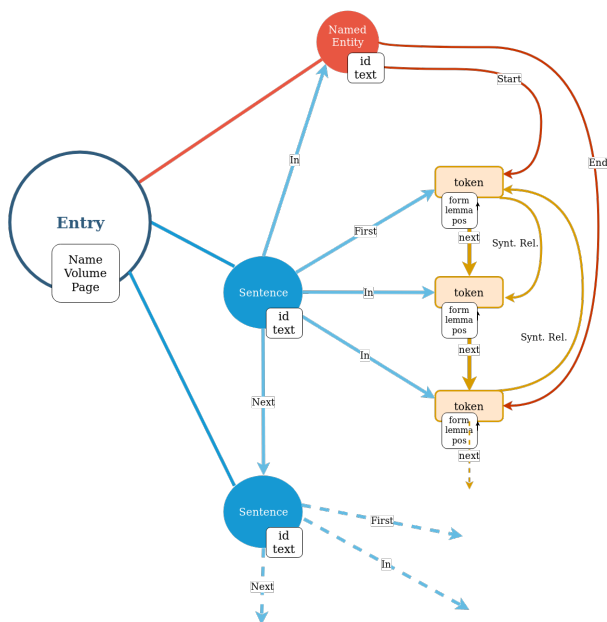 Named
Entity
id
text
Start
In
End
token
form
lemma
pos
Entry
First
next
Synt. Rel.
Name
Volume
Page
Sentence
In
token
id
text
form
lemma
pos
Synt. Rel.
next
In
Next
token
form
lemma
pos
next
Sentence
First
id
text
In
Next